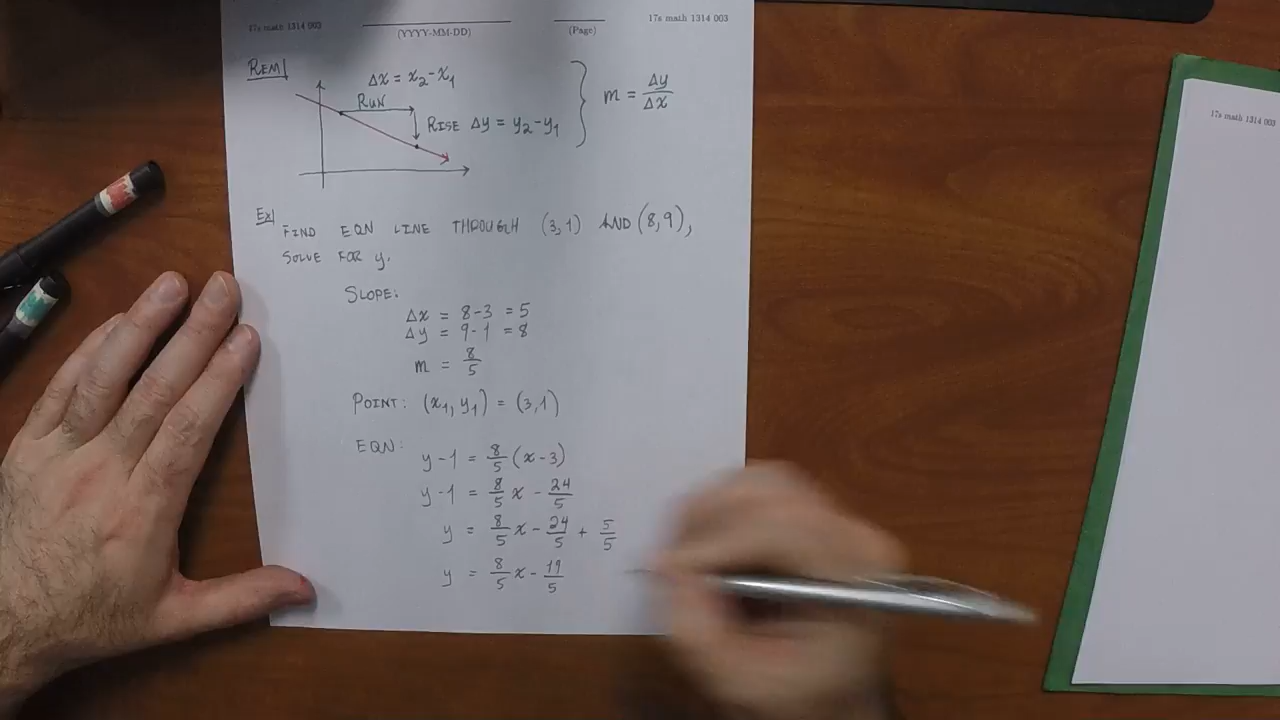 17s math 1314 003 (YYYY-MM-DD) (Page) 17s math 1314 003
REM
Δx = x₂-x₁
RUN
RISE Δy = y₂-y₁
m = Δy/Δx
Ex FIND EQN LINE THROUGH (3,1) AND (8,9),
SOLVE FOR y.
SLOPE:
Δx = 8-3 = 5
Δy = 9-1 = 8
m = 8/5
POINT: (x₁, y₁) = (3,1)
EQN: y-1 = 8/5 (x-3)
y-1 = 8/5 x - 24/5
y = 8/5 x - 24/5 + 5/5
y = 8/5 x - 19/5
17s math 1314 003